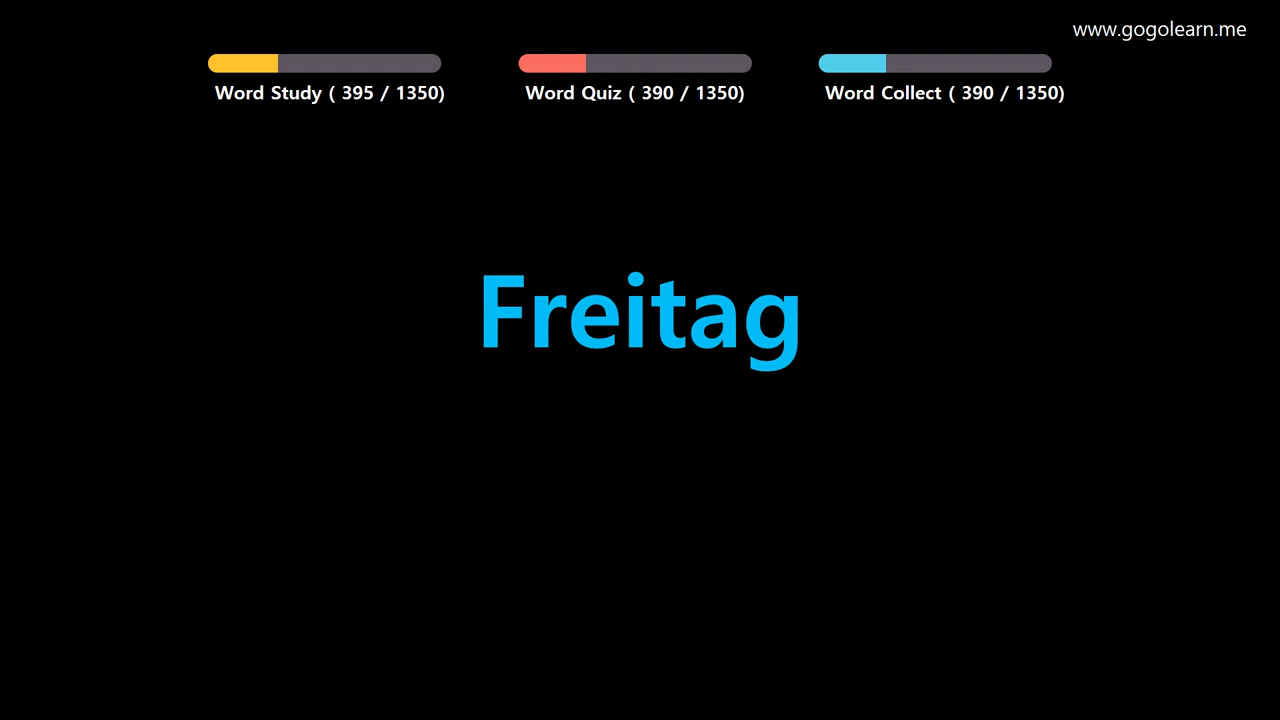 www.gogolearn.me
Word Study ( 395 / 1350)
Word Quiz ( 390 / 1350)
Word Collect ( 390 / 1350)
Freitag